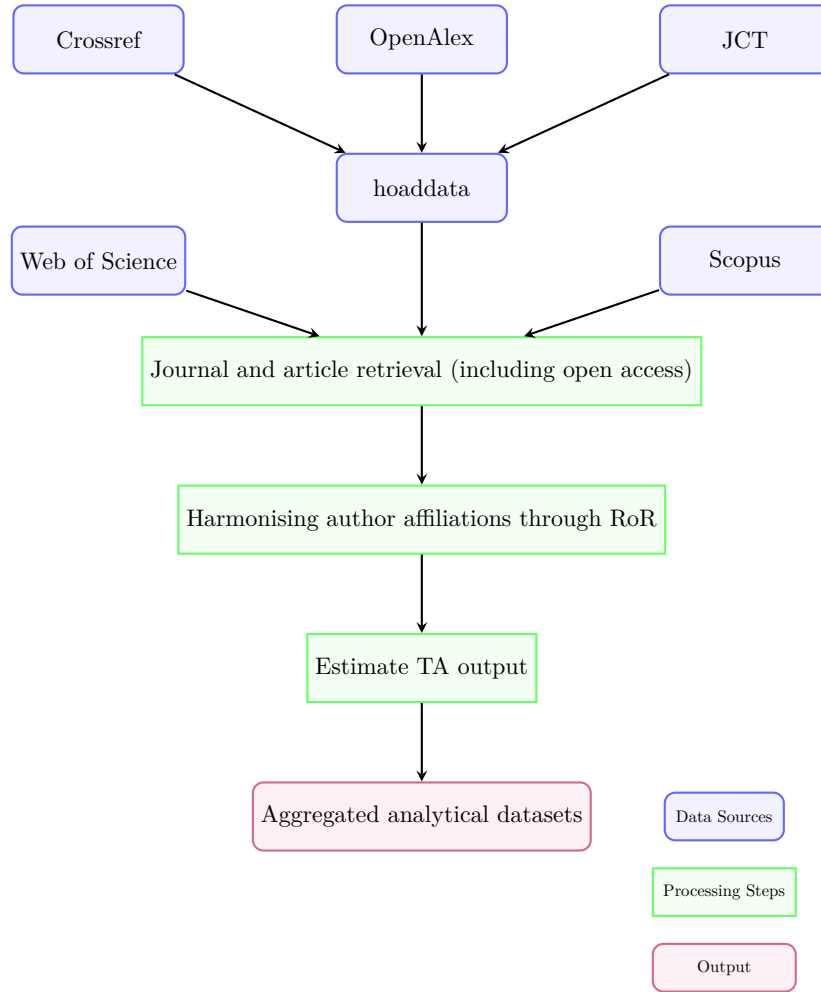 Crossref
OpenAlex
JCT
hoaddata
Web of Science
Scopus
Journal and article retrieval (including open access)
Harmonising author affiliations through RoR
Estimate TA output
Aggregated analytical datasets
Data Sources
Processing Steps
Output